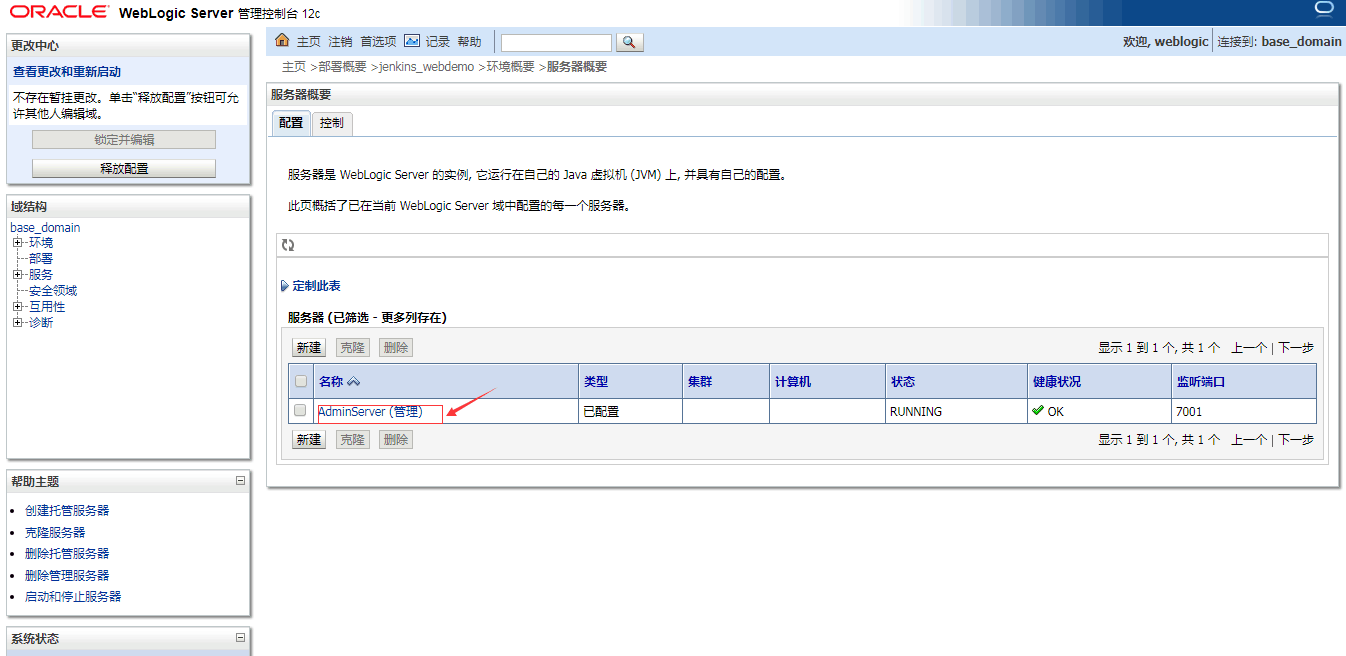 ORACLE WebLogic Server 管理控制台 12c
更改中心
查看更改和重新启动
不存在暂挂更改。单击“释放配置”按钮可允
许其他人编辑域。
锁定并编辑
释放配置
域结构
base_domain
环境
部署
服务
安全领域
互用性
诊断
帮助主题
创建托管服务器
克隆服务器
删除托管服务器
删除管理服务器
启动和停止服务器
系统状态
主页 注销 首选项 记录 帮助
欢迎, weblogic 连接到: base_domain
主页 >部署概要 >jenkins_webdemo >环境概要 >服务器概要
服务器概要
配置 控制
服务器是 WebLogic Server 的实例, 它运行在自己的 Java 虚拟机 (JVM) 上, 并具有自己的配置。
此页概括了已在当前 WebLogic Server 域中配置的每一个服务器。
定制此表
服务器 (已筛选 - 更多列存在)
新建 克隆 删除 显示 1 到 1 个, 共 1 个 上一个 | 下一步
名称 类型 集群 计算机 状态 健康状况 监听端口
AdminServer (管理) 已配置 RUNNING OK 7001
新建 克隆 删除 显示 1 到 1 个, 共 1 个 上一个 | 下一步